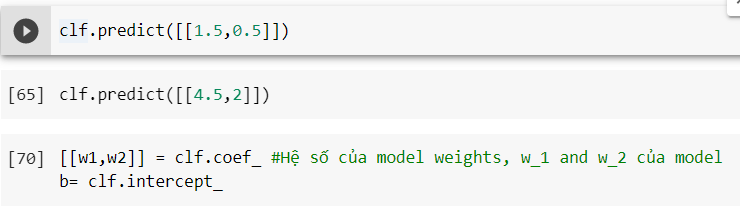 clf.predict([[1.5,0.5]])
[65] clf.predict([[4.5,2]])
[70] [[w1,w2]] = clf.coef_ #Hệ số của model weights, w_1 and w_2 của model
b= clf.intercept_